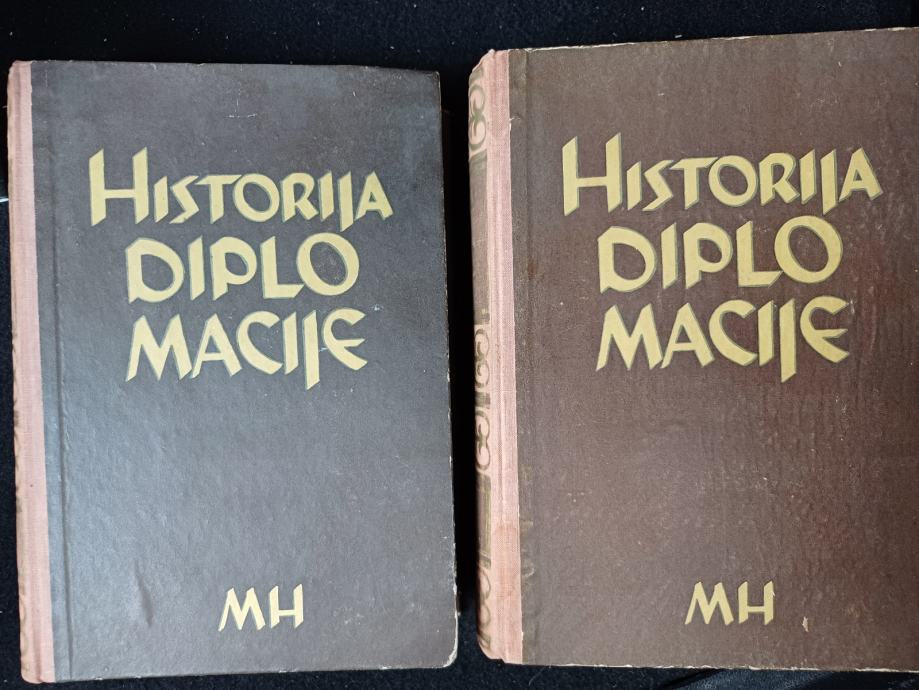 HISTORIJA
DIPLO
MACIJE
MH
HISTORIJA
DIPLO
MACIJE
MH